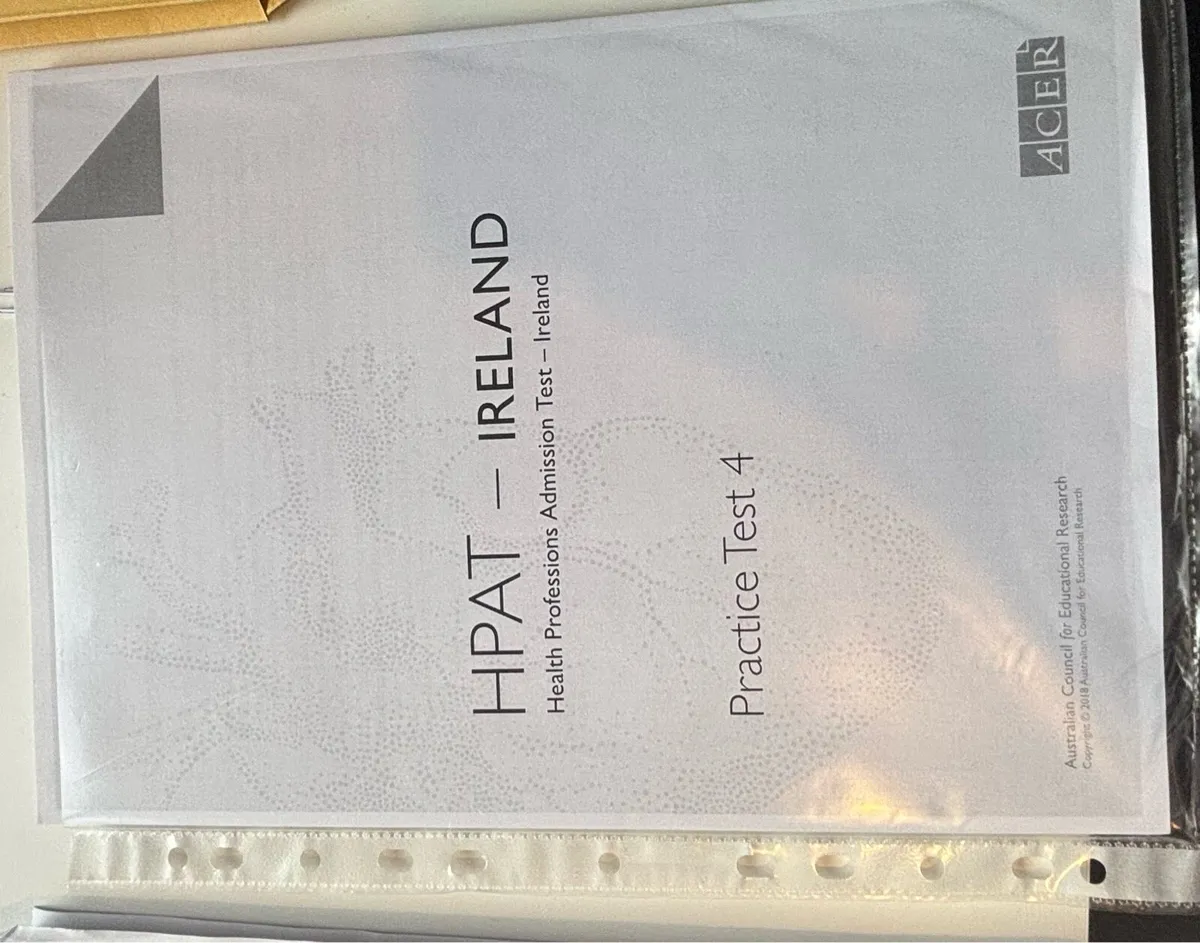 HPAT – IRELAND
Health Professions Admission Test – Ireland
Practice Test 4
Australian Council for Educational Research
Copyright © 2018 Australian Council for Educational Research
ACER